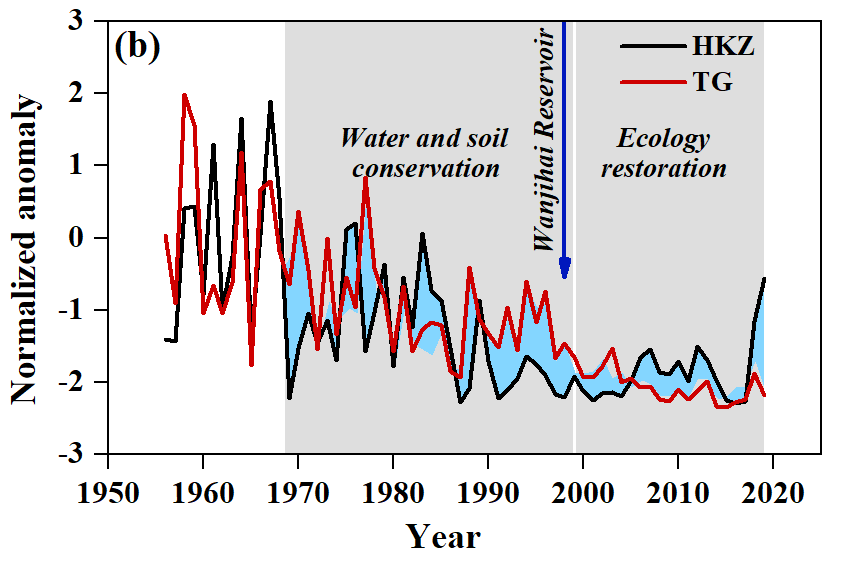 (b)
HKZ
TG
Water and soil
conservation
Wanjihai Reservoir
Ecology
restoration
Normalized anomaly
3
2
1
0
-1
-2
-3
1950 1960 1970 1980 1990 2000 2010 2020
Year